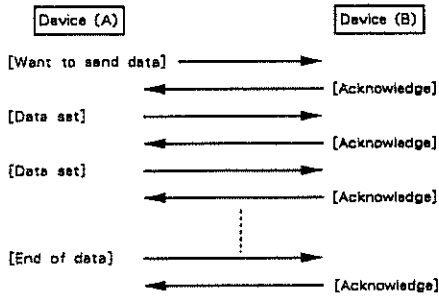 Device (A) Device (B)
[Want to send data]
[Acknowledge]
[Data set]
[Acknowledge]
[Data set]
[Acknowledge]
[End of data]
[Acknowledge]